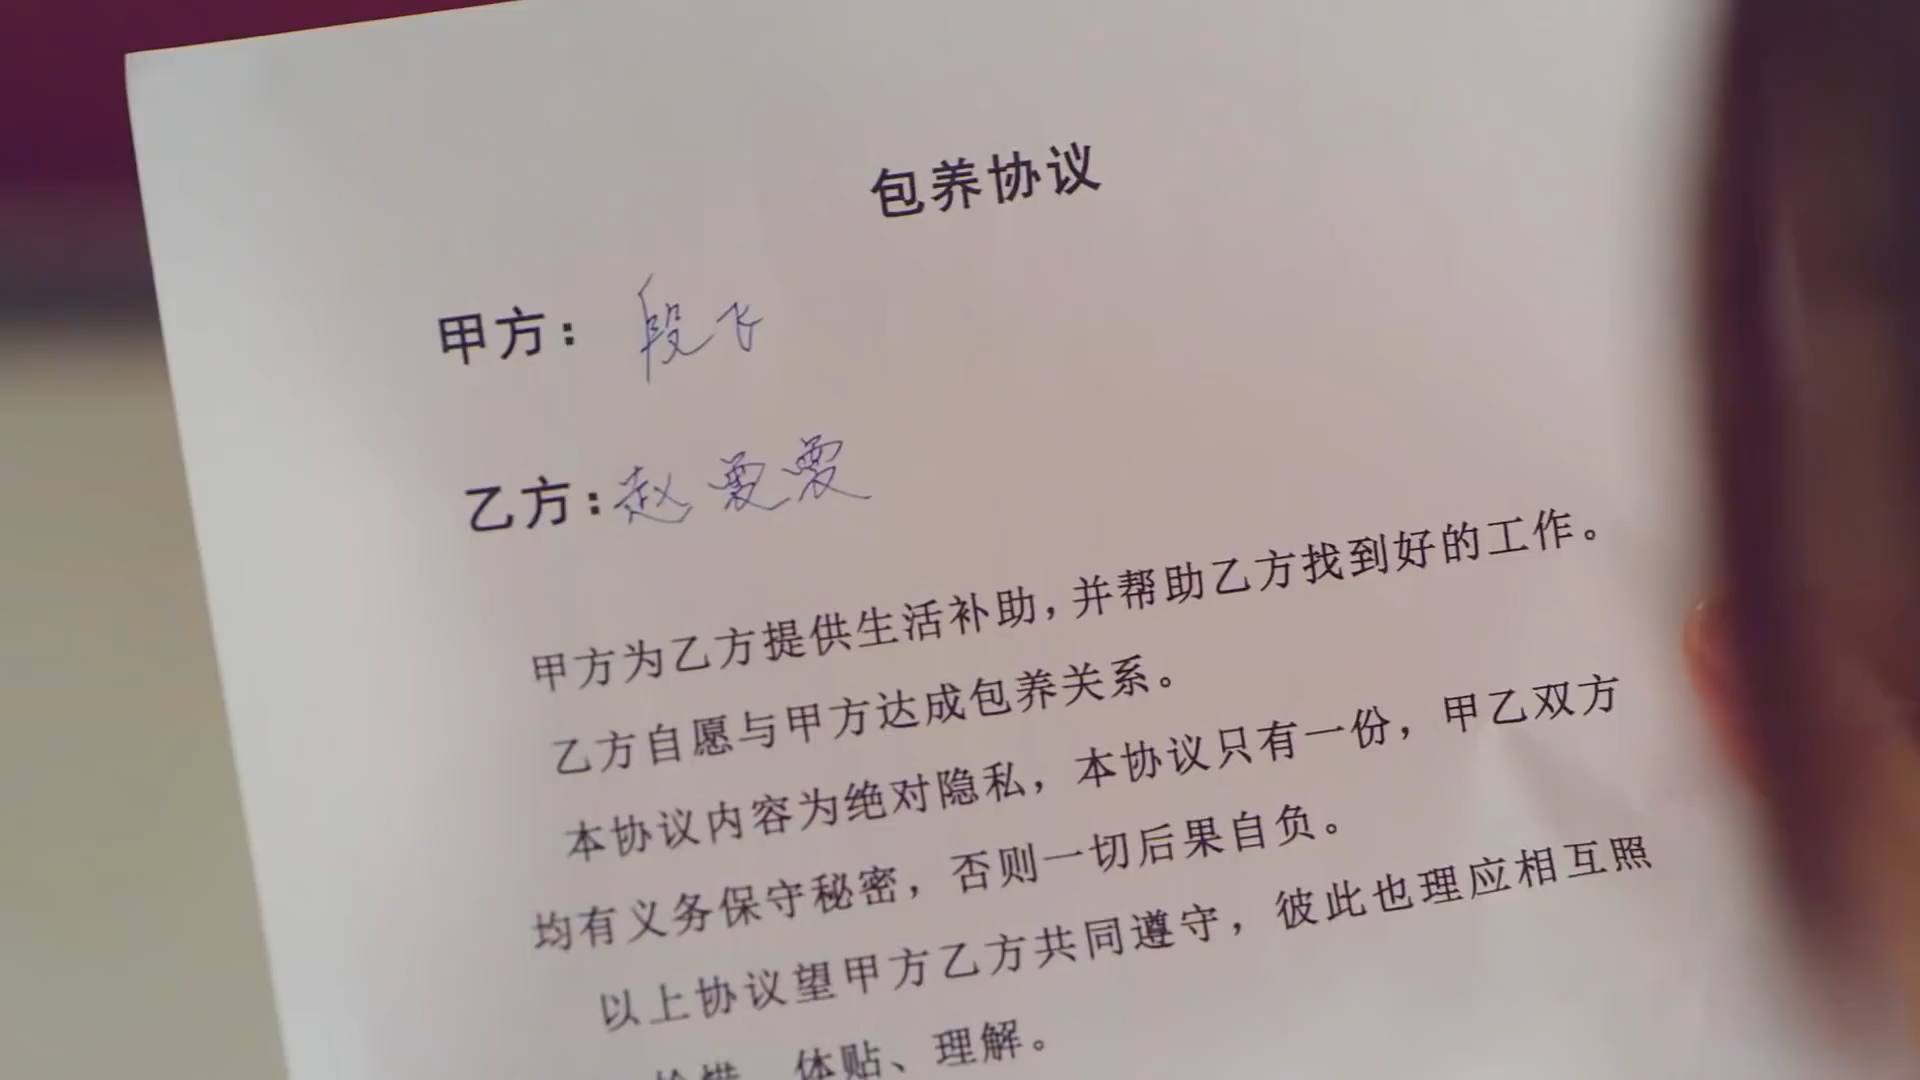 包养协议
甲方：段飞
乙方：赵曼曼
甲方为乙方提供生活补助，并帮助乙方找到好的工作。
乙方自愿与甲方达成包养关系。
本协议内容为绝对隐私，本协议只有一份，甲乙双方
均有义务保守秘密，否则一切后果自负。
以上协议望甲方乙方共同遵守，彼此也理应相互照
体贴、理解。